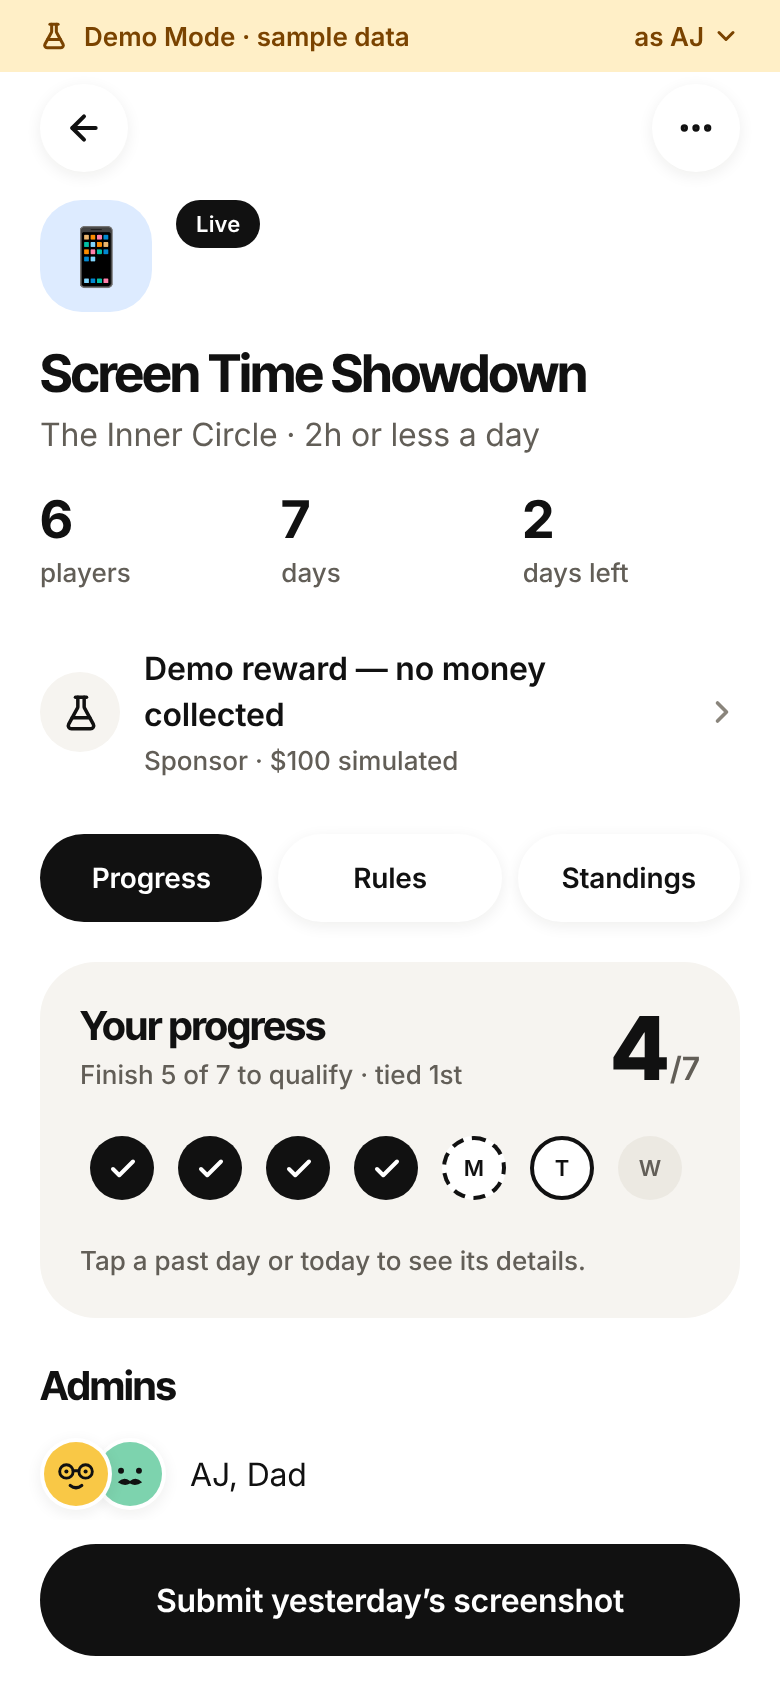 Demo Mode · sample data
as AJ
Live
Screen Time Showdown
The Inner Circle · 2h or less a day
6
players
7
days
2
days left
Demo reward — no money
collected
Sponsor · $100 simulated
Progress
Rules
Standings
Your progress
Finish 5 of 7 to qualify · tied 1st
4/7
M
T
W
Tap a past day or today to see its details.
Admins
AJ, Dad
Submit yesterday’s screenshot